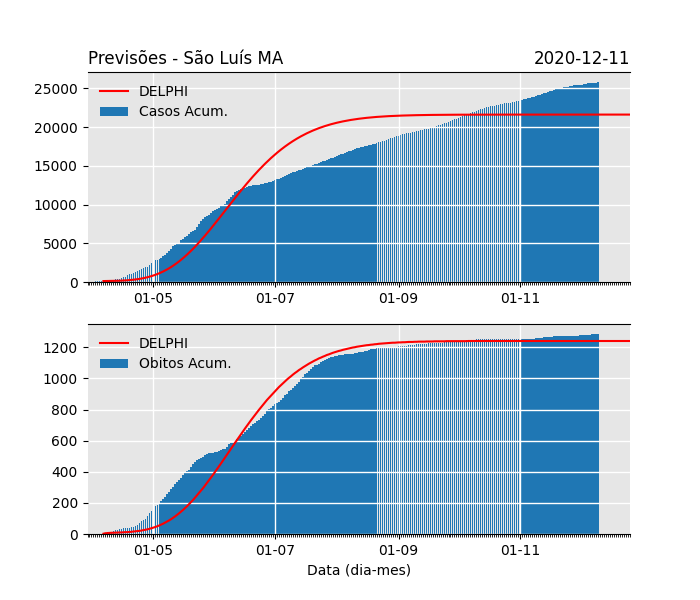 Previsões - São Luís MA 2020-12-11
DELPHI
Casos Acum.
25000
20000
15000
10000
5000
0
01-05 01-07 01-09 01-11
DELPHI
Obitos Acum.
1200
1000
800
600
400
200
0
01-05 01-07 01-09 01-11
Data (dia-mes)